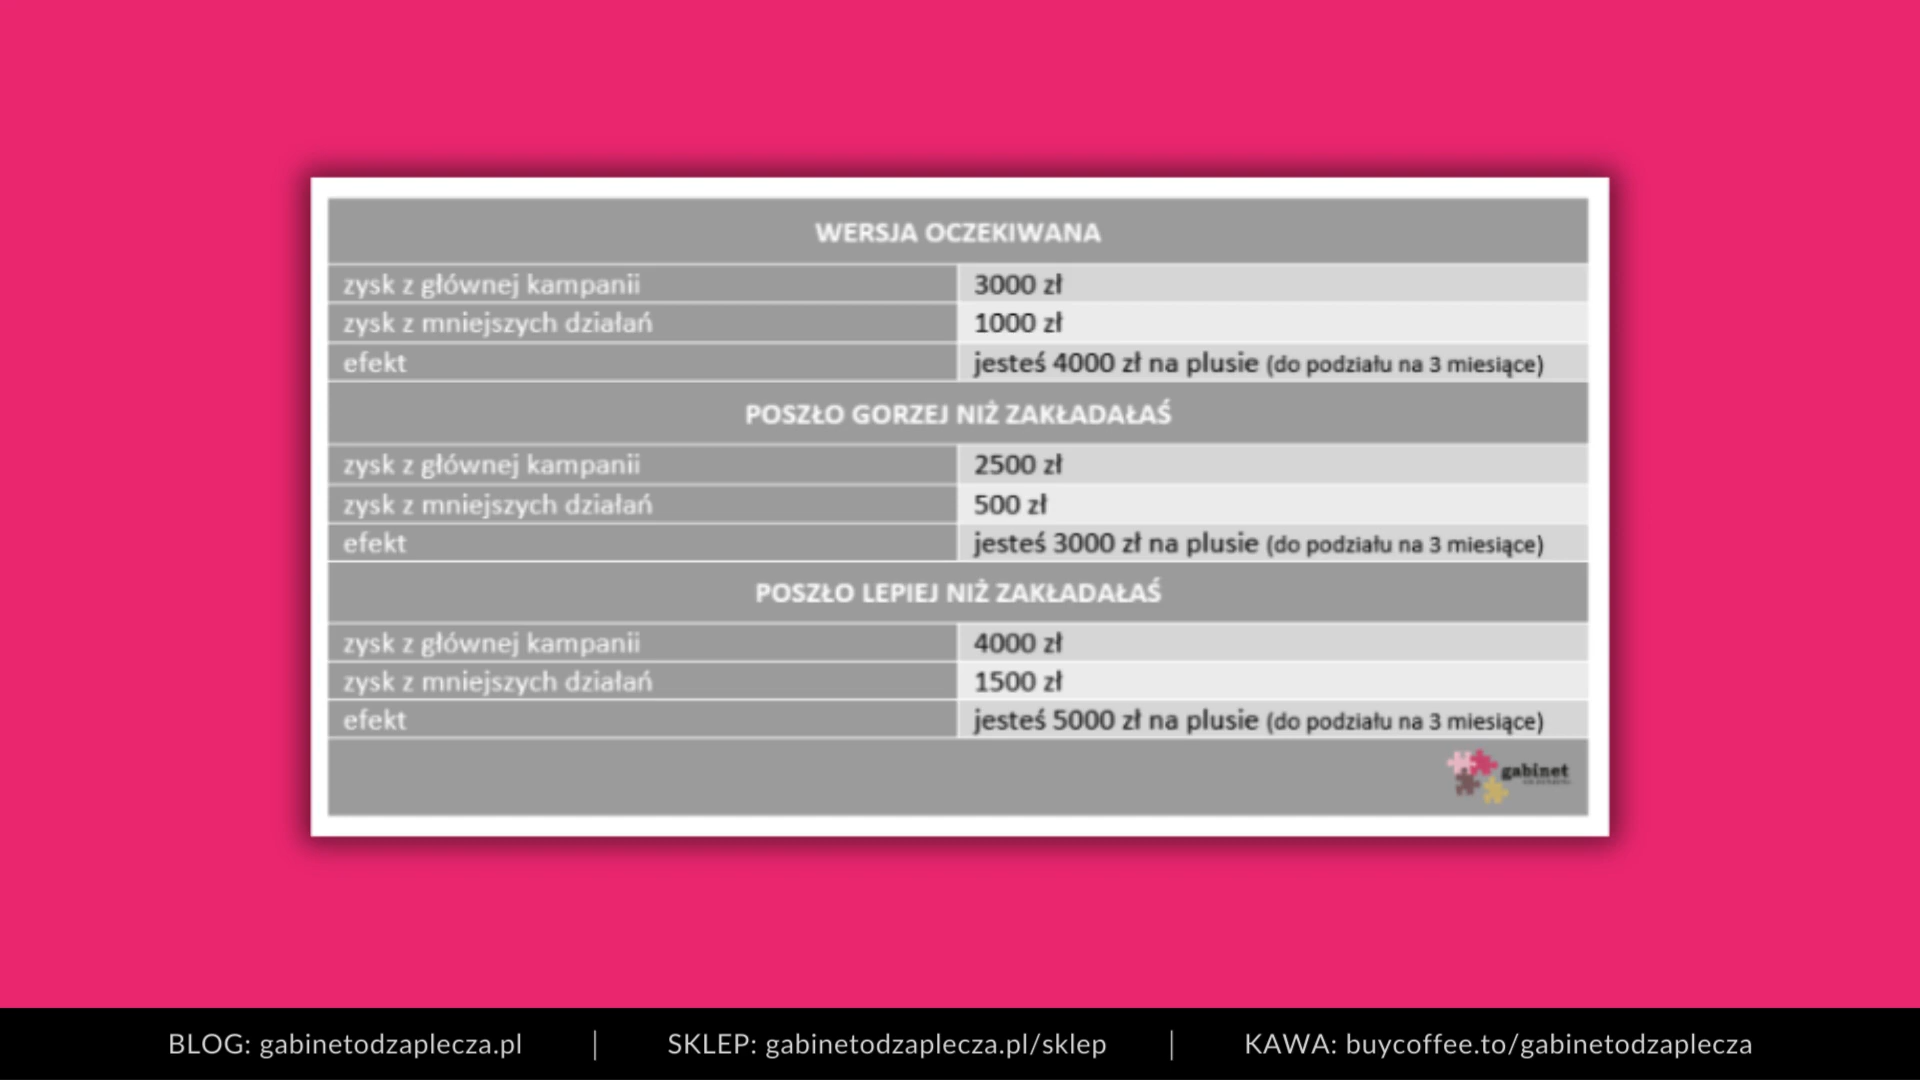 WERSJA OCZEKIWANA
zysk z głównej kampanii 3000 zł
zysk z mniejszych działań 1000 zł
efekt jesteś 4000 zł na plusie (do podziału na 3 miesiące)
POSZŁO GORZEJ NIŻ ZAKŁADAŁAŚ
zysk z głównej kampanii 2500 zł
zysk z mniejszych działań 500 zł
efekt jesteś 3000 zł na plusie (do podziału na 3 miesiące)
POSZŁO LEPIEJ NIŻ ZAKŁADAŁAŚ
zysk z głównej kampanii 4000 zł
zysk z mniejszych działań 1500 zł
efekt jesteś 5000 zł na plusie (do podziału na 3 miesiące)
gabinet
BLOG: gabinetodzaplecza.pl | SKLEP: gabinetodzaplecza.pl/sklep | KAWA: buycoffee.to/gabinetodzaplecza